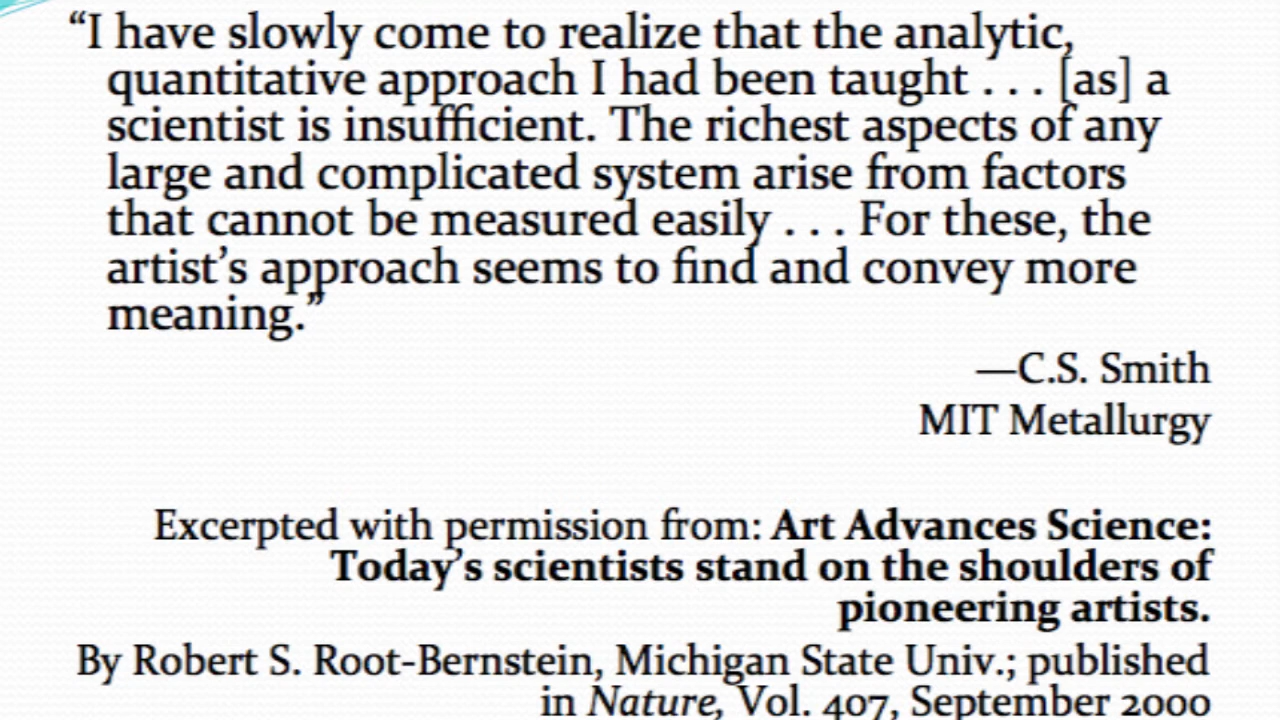 “I have slowly come to realize that the analytic,
quantitative approach I had been taught . . . [as] a
scientist is insufficient. The richest aspects of any
large and complicated system arise from factors
that cannot be measured easily . . . For these, the
artist’s approach seems to find and convey more
meaning.”
—C.S. Smith
MIT Metallurgy
Excerpted with permission from: Art Advances Science:
Today’s scientists stand on the shoulders of
pioneering artists.
By Robert S. Root-Bernstein, Michigan State Univ.; published
in Nature, Vol. 407, September 2000